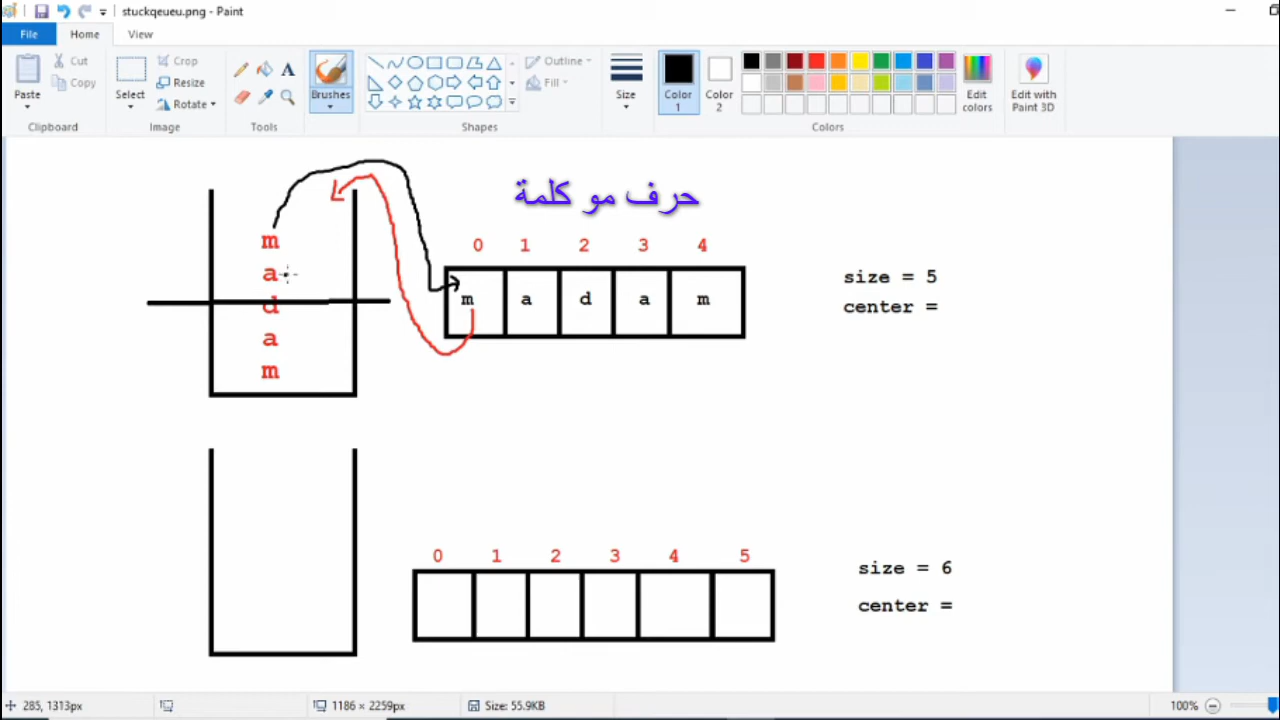 stuckqeueu.png - Paint
File Home View
Paste Cut Copy Clipboard
Select Crop Resize Rotate Image
Tools
Brushes
Outline Fill Shapes
Size
Color 1 Color 2 Edit colors Colors
Edit with Paint 3D
حرف مو كلمة
m
a
d
a
m
0 1 2 3 4
m a d a m
size = 5
center =
0 1 2 3 4 5
size = 6
center =
285, 1313px 1186 × 2259px Size: 55.9KB 100%